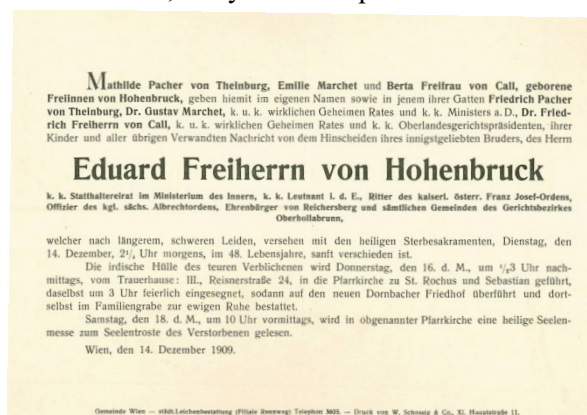 Mathilde Pacher von Theinburg, Emilie Marchet und Berta Freifrau von Call, geborene
Freiinnen von Hohenbruck, geben hiemit im eigenen Namen sowie in jenem ihrer Gatten Friedrich Pacher
von Theinburg, Dr. Gustav Marchet, k. u. k. wirklichen Geheimen Rates und k. k. Ministers a. D., Dr. Fried-
rich Freiherrn von Call, k. u. k. wirklichen Geheimen Rates und k. k. Oberlandesgerichtspräsidenten, ihrer
Kinder und aller übrigen Verwandten Nachricht von dem Hinscheiden ihres innigstgeliebten Bruders, des Herrn
Eduard Freiherrn von Hohenbruck
k. k. Statthaltereirat im Ministerium des Innern, k. k. Leutnant i. d. E., Ritter des kaiserl. österr. Franz Josef-Ordens,
Offizier des kgl. sächs. Albrechtordens, Ehrenbürger von Reichersberg und sämtlichen Gemeinden des Gerichtsbezirkes
Oberhollabrunn,
welcher nach längerem, schweren Leiden, versehen mit den heiligen Sterbesakramenten, Dienstag, den
14. Dezember, Uhr morgens, im 48. Lebensjahre, sanft verschieden ist.
Die irdische Hülle des teuren Verblichenen wird Donnerstag, den 16. d. M., um ½3 Uhr nach-
mittags, vom Trauerhause: III., Reisnerstraße 24, in die Pfarrkirche zu St. Rochus und Sebastian geführt,
daselbst um 3 Uhr feierlich eingesegnet, sodann auf den neuen Dornbacher Friedhof überführt und dort-
selbst im Familiengrabe zur ewigen Ruhe bestattet.
Samstag, den 18. d. M., um 10 Uhr vormittags, wird in obgenannter Pfarrkirche eine heilige Seelen-
messe zum Seelentroste des Verstorbenen gelesen.
Wien, den 14. Dezember 1909.
Gemeinde Wien — städt. Leichenbestattung (Filiale Rennweg) Telephon 5605. — Druck von W. Schossig & Co., XI. Hauptstraße 11.